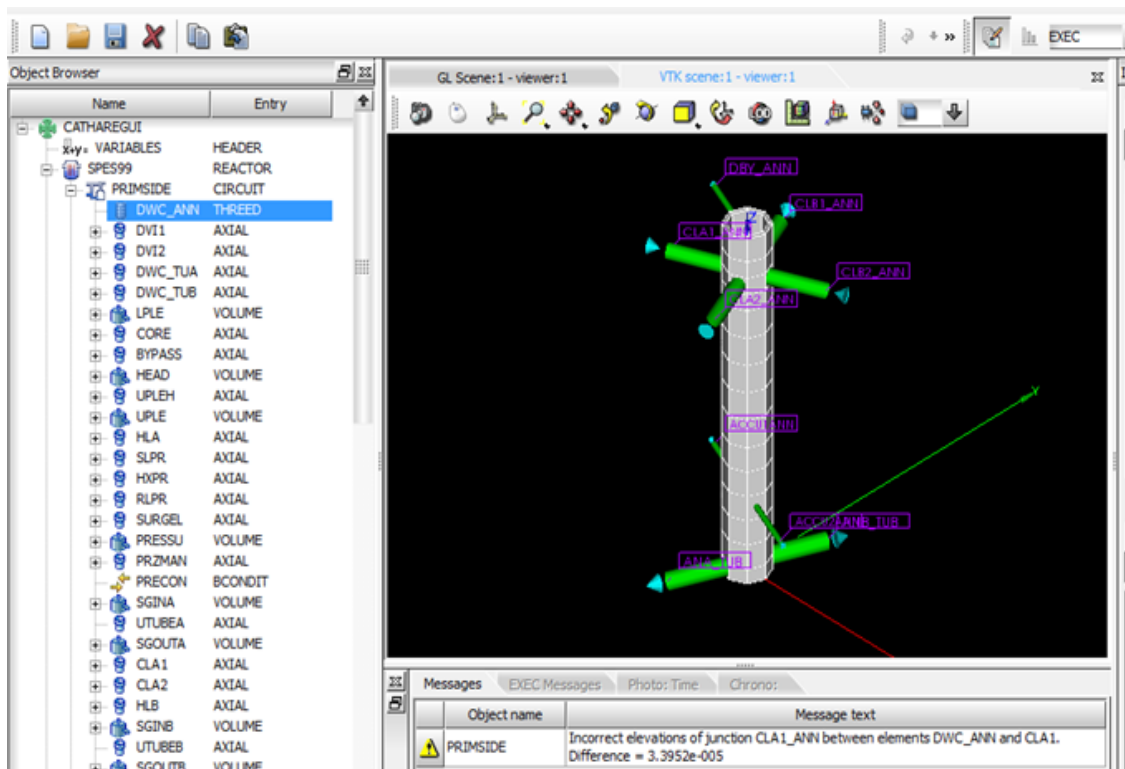 EXEC
Object Browser
GL Scene:1 - viewer:1
VTK scene:1 - viewer:1
Name Entry
CATHAREGUI
x+y= VARIABLES HEADER
SPES99 REACTOR
PRIMSIDE CIRCUIT
DWC_ANN THREED
DVI1 AXIAL
DVI2 AXIAL
DWC_TUA AXIAL
DWC_TUB AXIAL
LPLE VOLUME
CORE AXIAL
BYPASS AXIAL
HEAD VOLUME
UPLEH AXIAL
UPLE VOLUME
HLA AXIAL
SLPR AXIAL
HXPR AXIAL
RLPR AXIAL
SURGEL AXIAL
PRESSU VOLUME
PRZMAN AXIAL
PRECON BCONDIT
SGINA VOLUME
UTUBEA AXIAL
SGOUTA VOLUME
CLA1 AXIAL
CLA2 AXIAL
HLB AXIAL
SGINB VOLUME
UTUBEB AXIAL
SGOUTB VOLUME
DBY_ANN
CLB1_ANN
Z
CLA1_ANN
CLB2_ANN
CLA2_ANN
Y
Messages
EXEC Messages
Photo: Time
Chrono:
Object name Message text
PRIMSIDE
Incorrect elevations of junction CLA1_ANN between elements DWC_ANN and CLA1.
Difference = 3.3952e-005